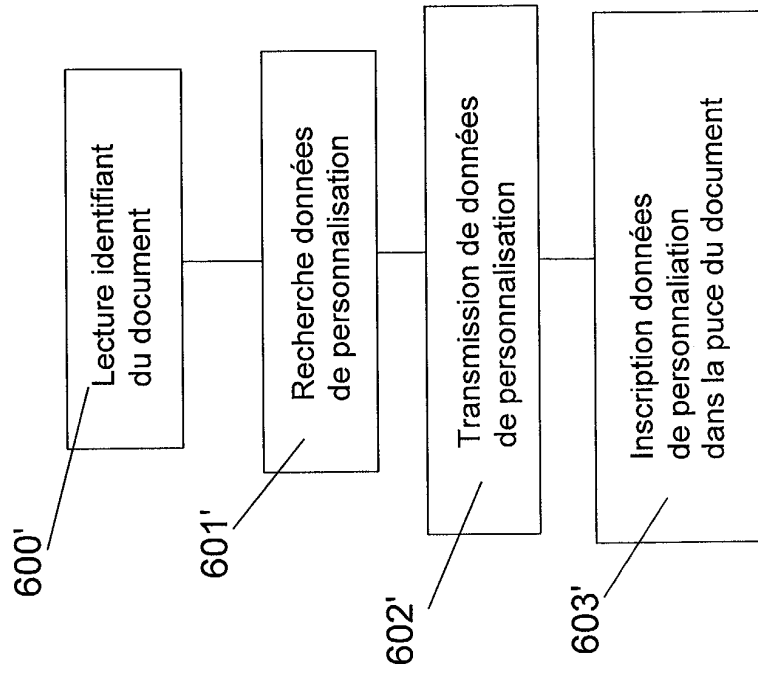 600'
Lecture identifiant
du document
601'
Recherche données
de personnalisation
602'
Transmission de données
de personnalisation
603'
Inscription données
de personnaliation
dans la puce du document